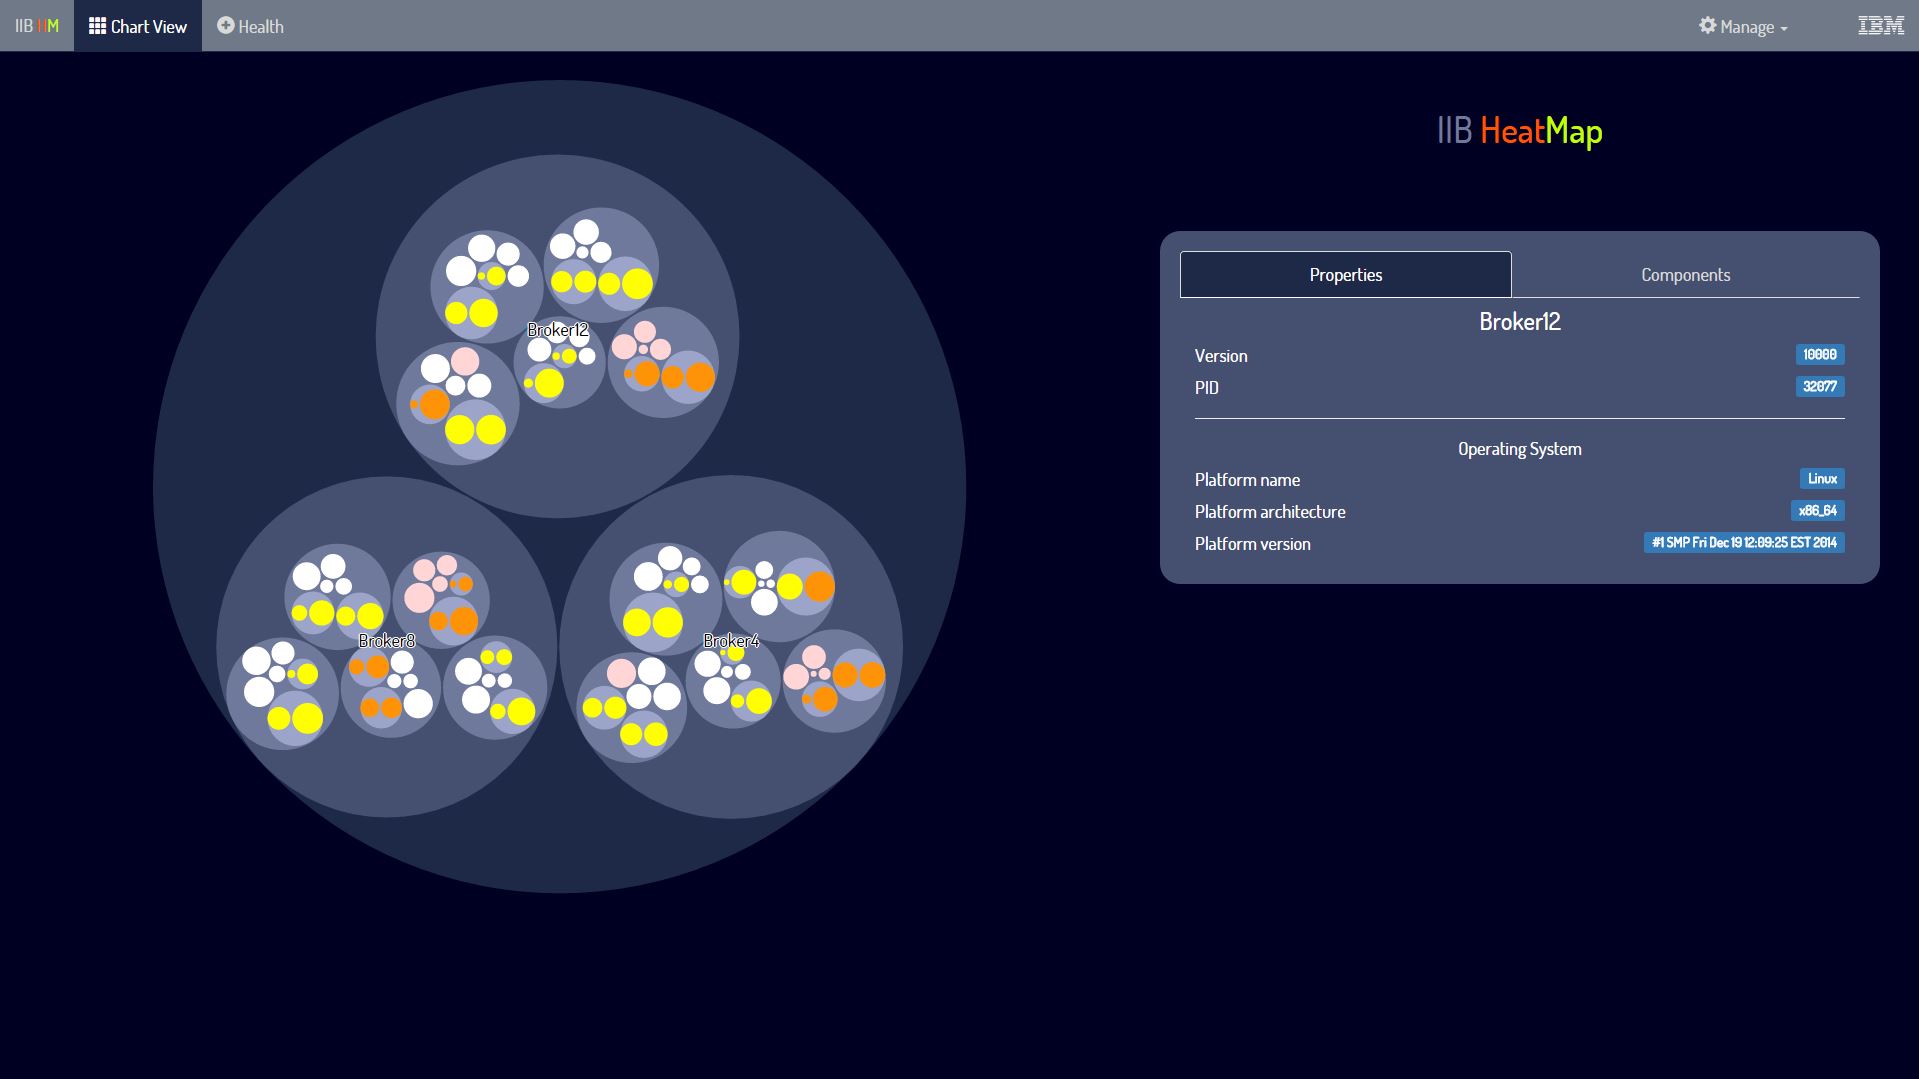 IIB HM Chart View Health Manage IBM
IIB HeatMap
Properties Components
Broker12
Version 10000
PID 32077
Operating System
Platform name Linux
Platform architecture x86_64
Platform version #1 SMP Fri Dec 19 12:09:25 EST 2014
Broker12
Broker8
Broker4